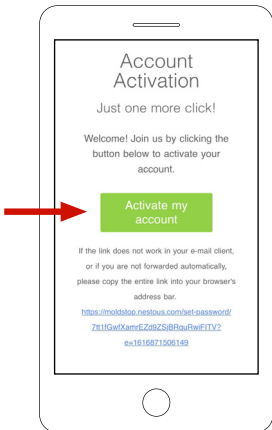 Account
Activation
Just one more click!
Welcome! Join us by clicking the
button below to activate your
account.
Activate my
account
If the link does not work in your e-mail client,
or if you are not forwarded automatically,
please copy the entire link into your browser's
address bar.
https://moldstop.nestous.com/set-password/
7tt1fGwfXamrEZd9ZSjBRquRwiFITV?
e=1616871506149